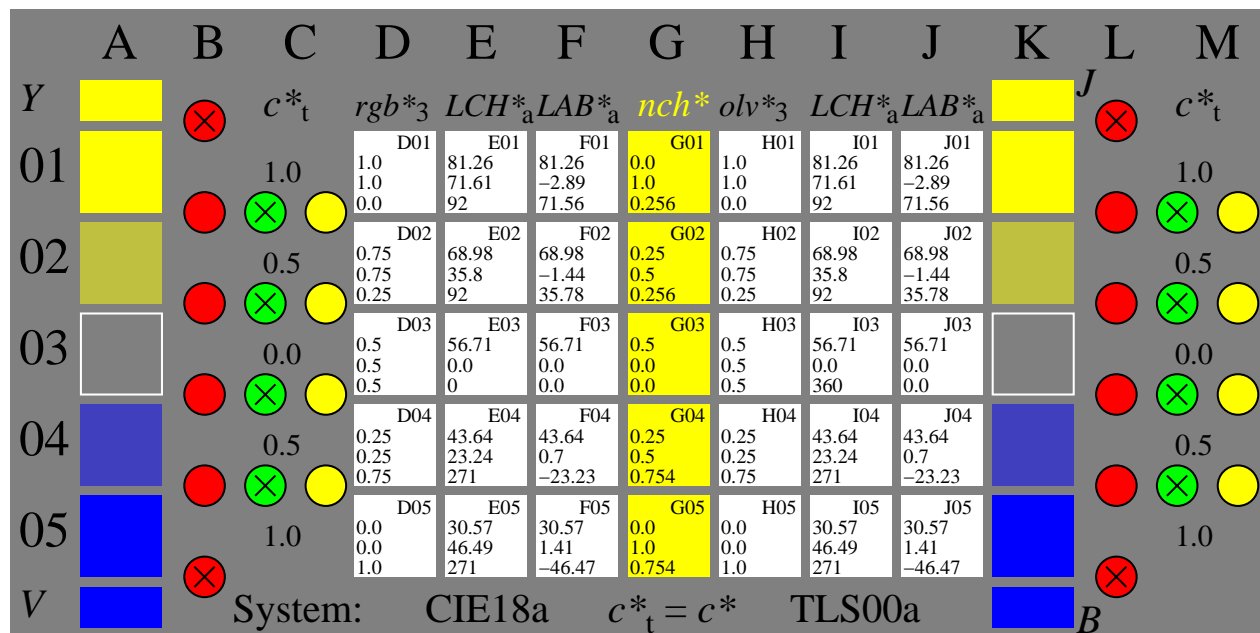 A B C D E F G H I J K L M
Y c*t rgb*3 LCH*a LAB*a nch* olv*3 LCH*a LAB*a J c*t
01 1.0 D01 E01 F01 G01 H01 I01 J01 1.0
1.0 81.26 81.26 0.0 1.0 81.26 81.26
1.0 71.61 −2.89 1.0 1.0 71.61 −2.89
0.0 92 71.56 0.256 0.0 92 71.56
02 0.5 D02 E02 F02 G02 H02 I02 J02 0.5
0.75 68.98 68.98 0.25 0.75 68.98 68.98
0.75 35.8 −1.44 0.5 0.75 35.8 −1.44
0.25 92 35.78 0.256 0.25 92 35.78
03 0.0 D03 E03 F03 G03 H03 I03 J03 0.0
0.5 56.71 56.71 0.5 0.5 56.71 56.71
0.5 0.0 0.0 0.0 0.5 0.0 0.0
0.5 0 0.0 0.0 0.5 360 0.0
04 0.5 D04 E04 F04 G04 H04 I04 J04 0.5
0.25 43.64 43.64 0.25 0.25 43.64 43.64
0.25 23.24 0.7 0.5 0.25 23.24 0.7
0.75 271 −23.23 0.754 0.75 271 −23.23
05 1.0 D05 E05 F05 G05 H05 I05 J05 1.0
0.0 30.57 30.57 0.0 0.0 30.57 30.57
0.0 46.49 1.41 1.0 0.0 46.49 1.41
1.0 271 −46.47 0.754 1.0 271 −46.47
V System: CIE18a c*t = c* TLS00a B